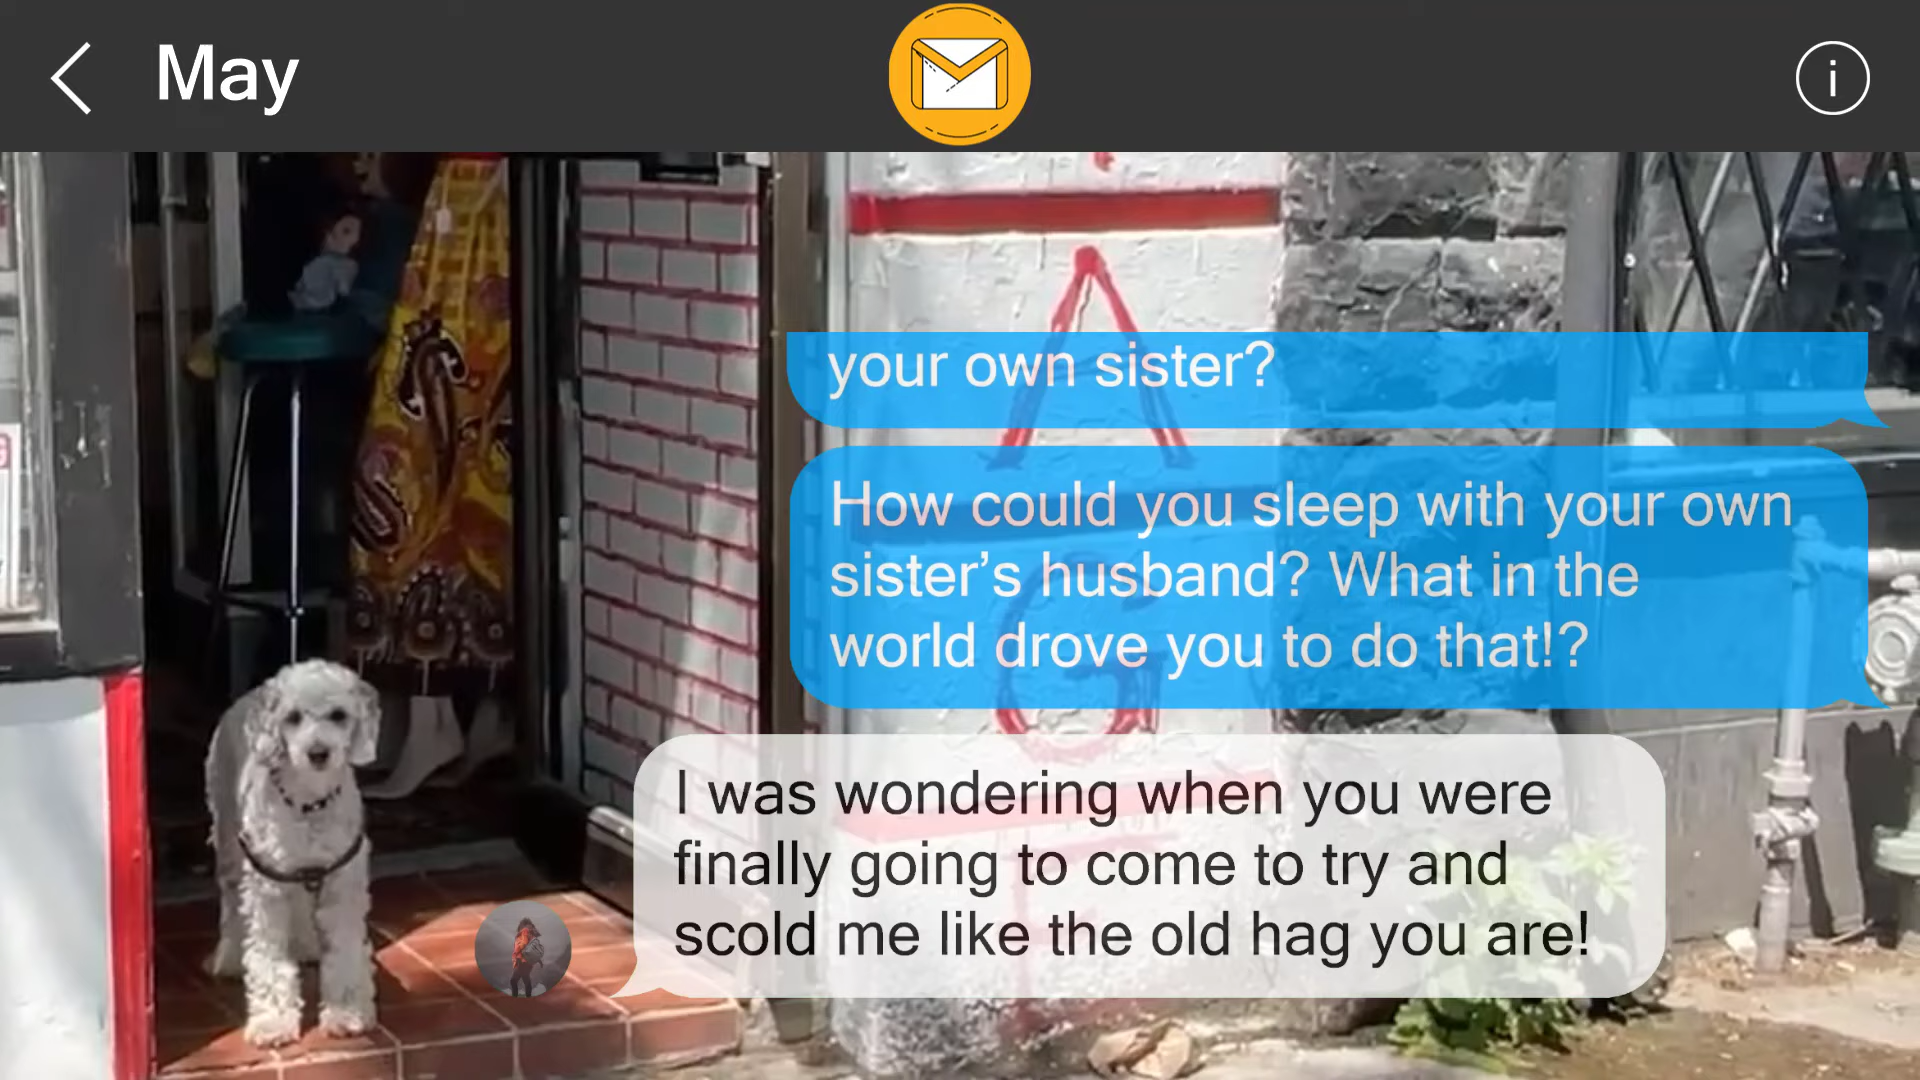 May
your own sister?
How could you sleep with your own
sister’s husband? What in the
world drove you to do that!?
I was wondering when you were
finally going to come to try and
scold me like the old hag you are!